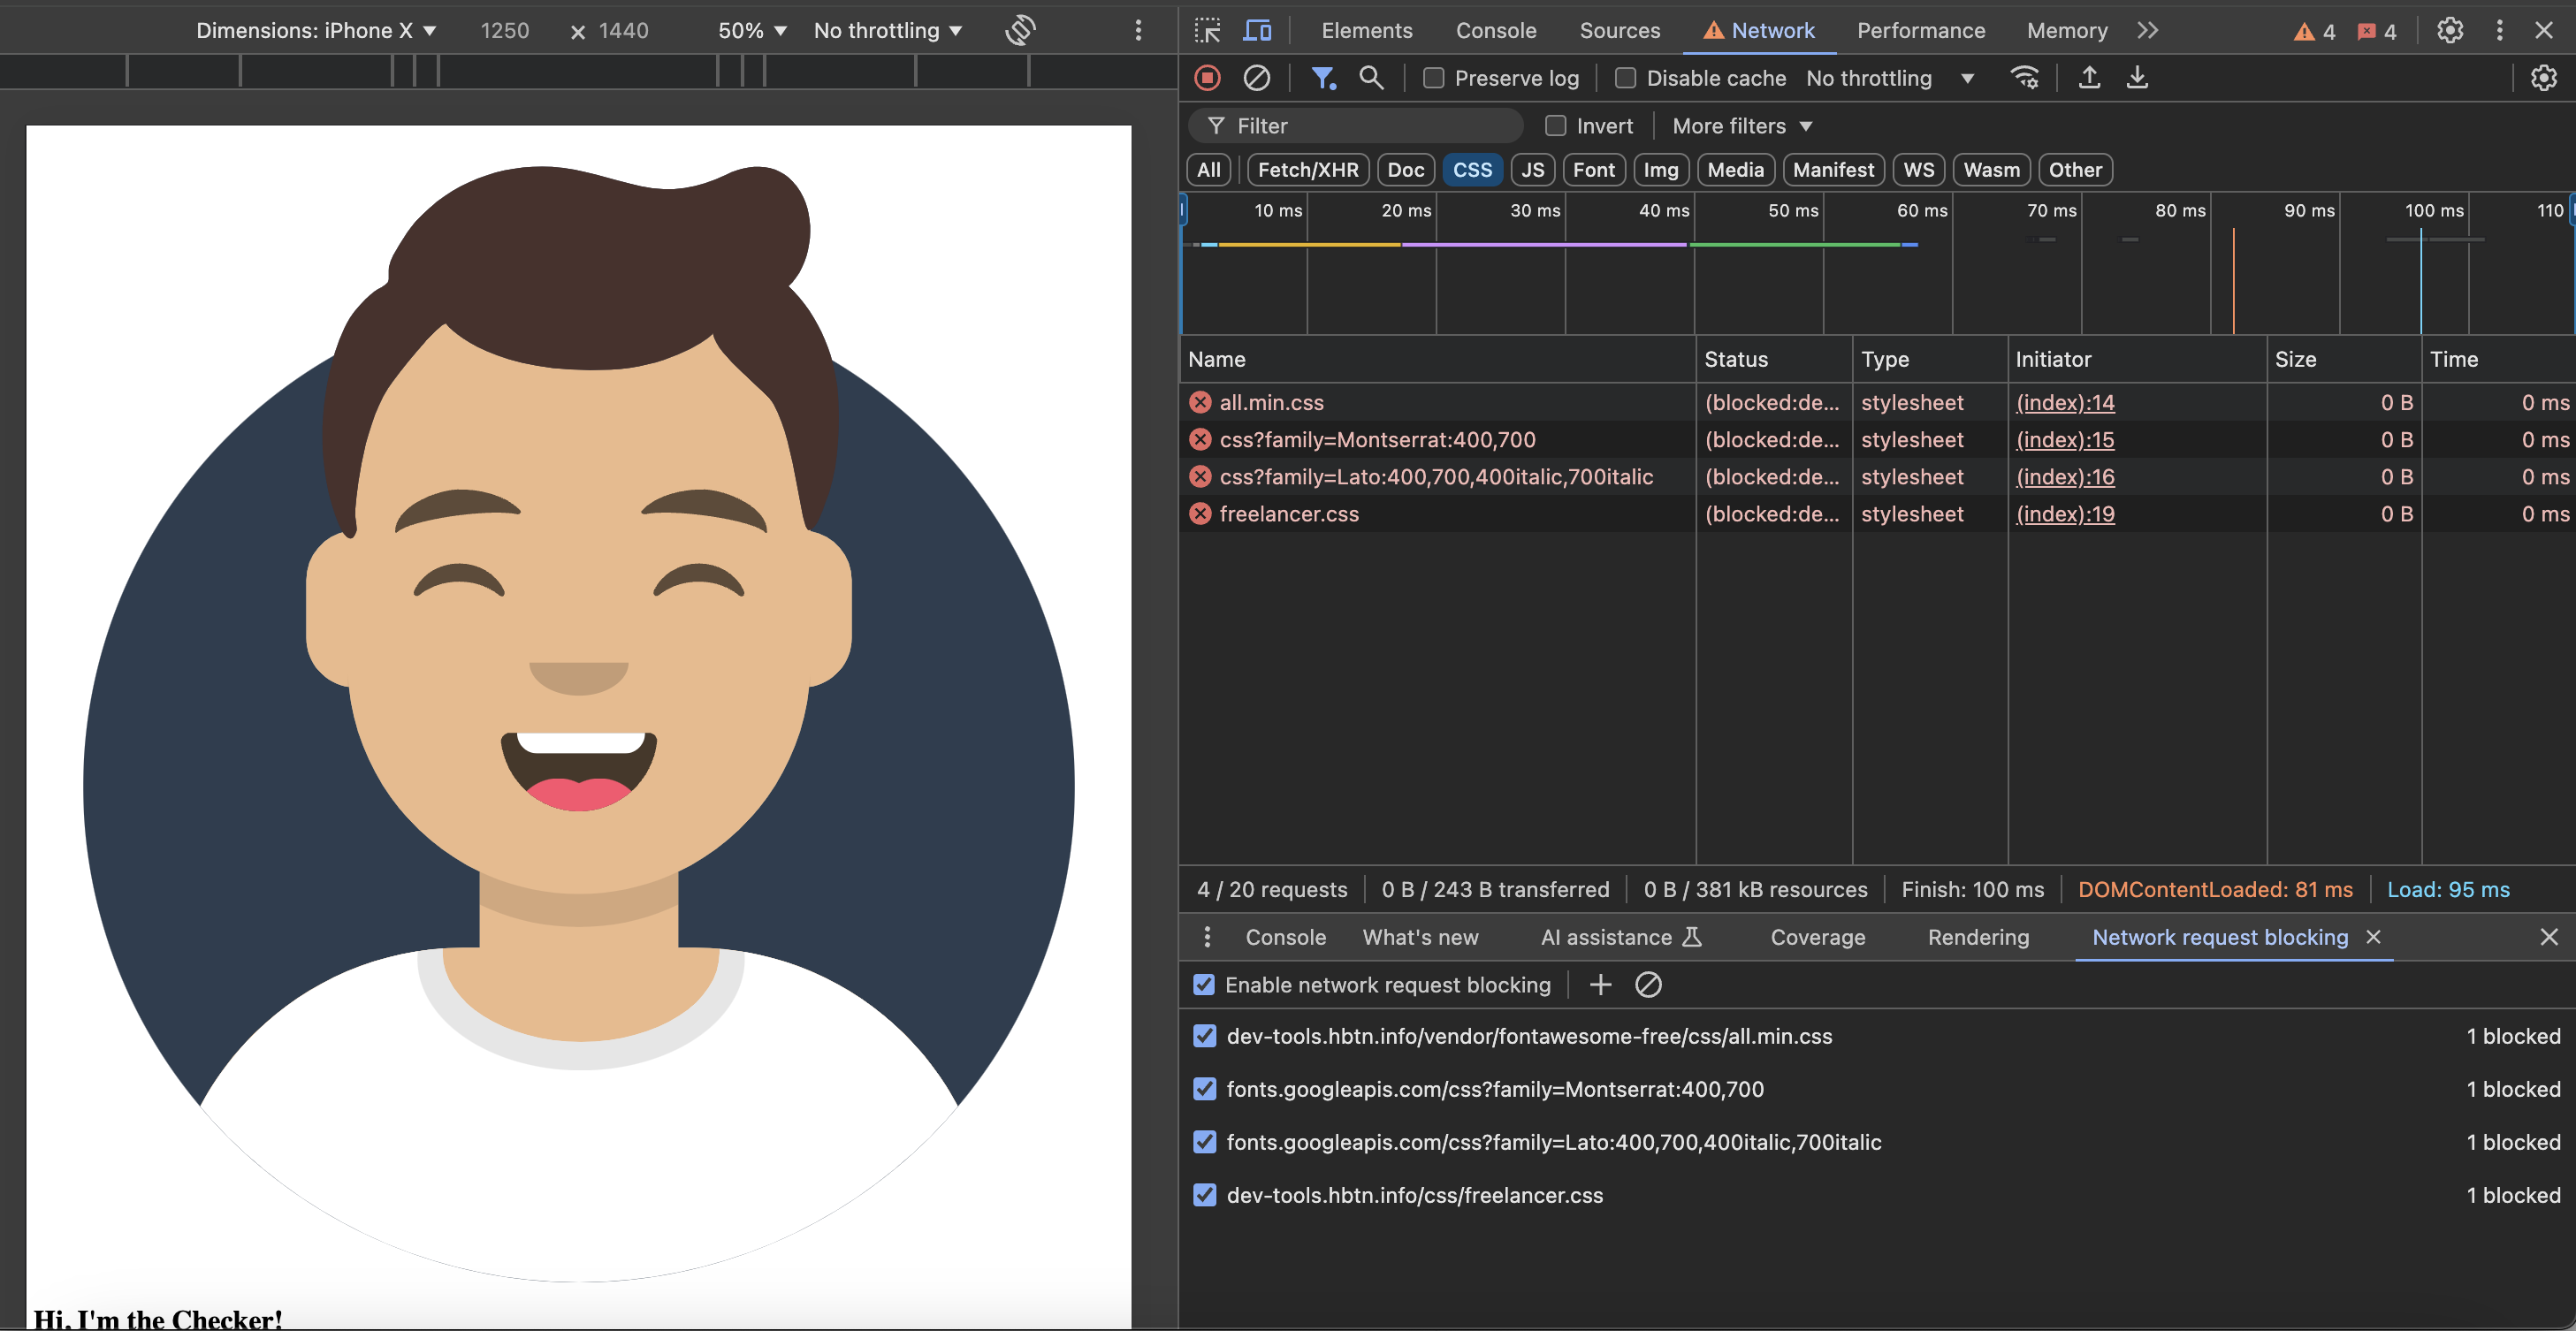 Dimensions: iPhone X 1250 × 1440 50% No throttling
Elements Console Sources Network Performance Memory 4 4
Preserve log Disable cache No throttling
Filter Invert More filters
All Fetch/XHR Doc CSS JS Font Img Media Manifest WS Wasm Other
10 ms 20 ms 30 ms 40 ms 50 ms 60 ms 70 ms 80 ms 90 ms 100 ms 110
Name Status Type Initiator Size Time
all.min.css (blocked:de... stylesheet (index):14 0 B 0 ms
css?family=Montserrat:400,700 (blocked:de... stylesheet (index):15 0 B 0 ms
css?family=Lato:400,700,400italic,700italic (blocked:de... stylesheet (index):16 0 B 0 ms
freelancer.css (blocked:de... stylesheet (index):19 0 B 0 ms
4 / 20 requests 0 B / 243 B transferred 0 B / 381 kB resources Finish: 100 ms DOMContentLoaded: 81 ms Load: 95 ms
Console What's new AI assistance Coverage Rendering Network request blocking
Enable network request blocking
dev-tools.hbtn.info/vendor/fontawesome-free/css/all.min.css 1 blocked
fonts.googleapis.com/css?family=Montserrat:400,700 1 blocked
fonts.googleapis.com/css?family=Lato:400,700,400italic,700italic 1 blocked
dev-tools.hbtn.info/css/freelancer.css 1 blocked
Hi, I'm the Checker!